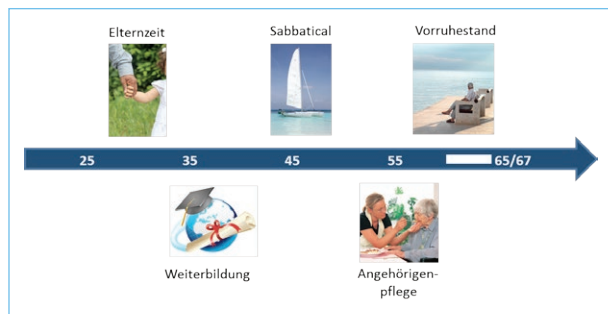 Elternzeit
Sabbatical
Vorruhestand
25 35 45 55 65/67
Weiterbildung
Angehörigen-
pflege